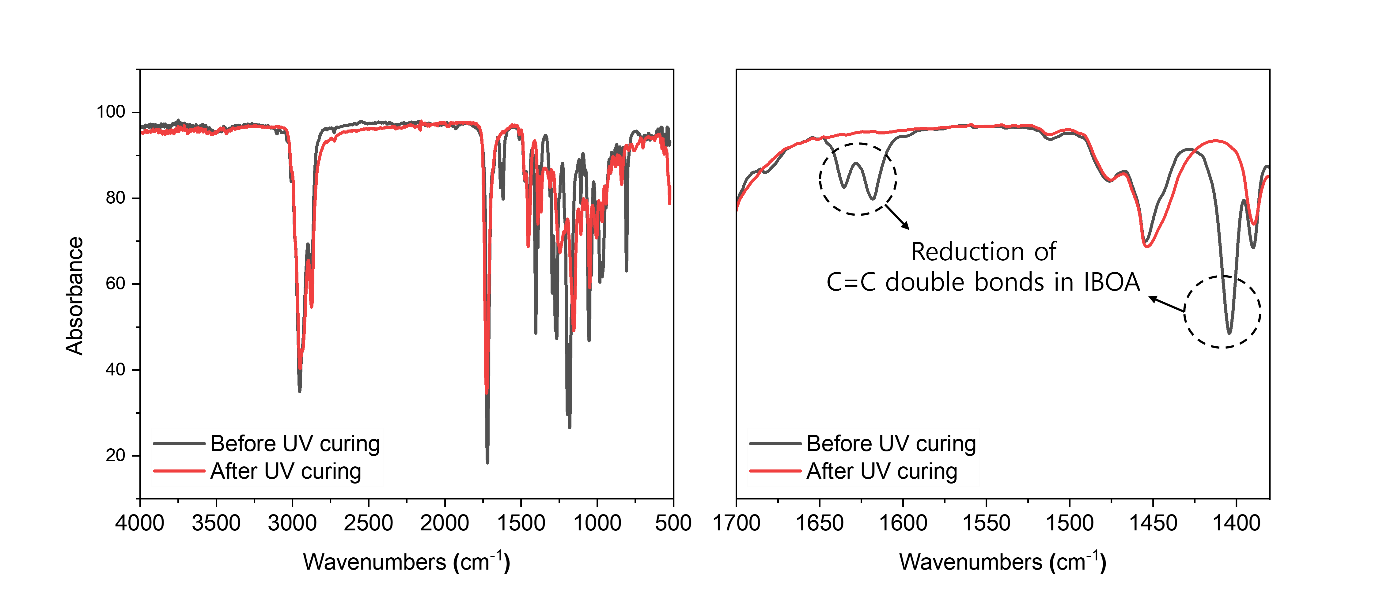 Absorbance
100
80
60
40
20
Before UV curing
After UV curing
4000 3500 3000 2500 2000 1500 1000 500
Wavenumbers (cm-1)
Reduction of
C=C double bonds in IBOA
Before UV curing
After UV curing
1700 1650 1600 1550 1500 1450 1400
Wavenumbers (cm-1)